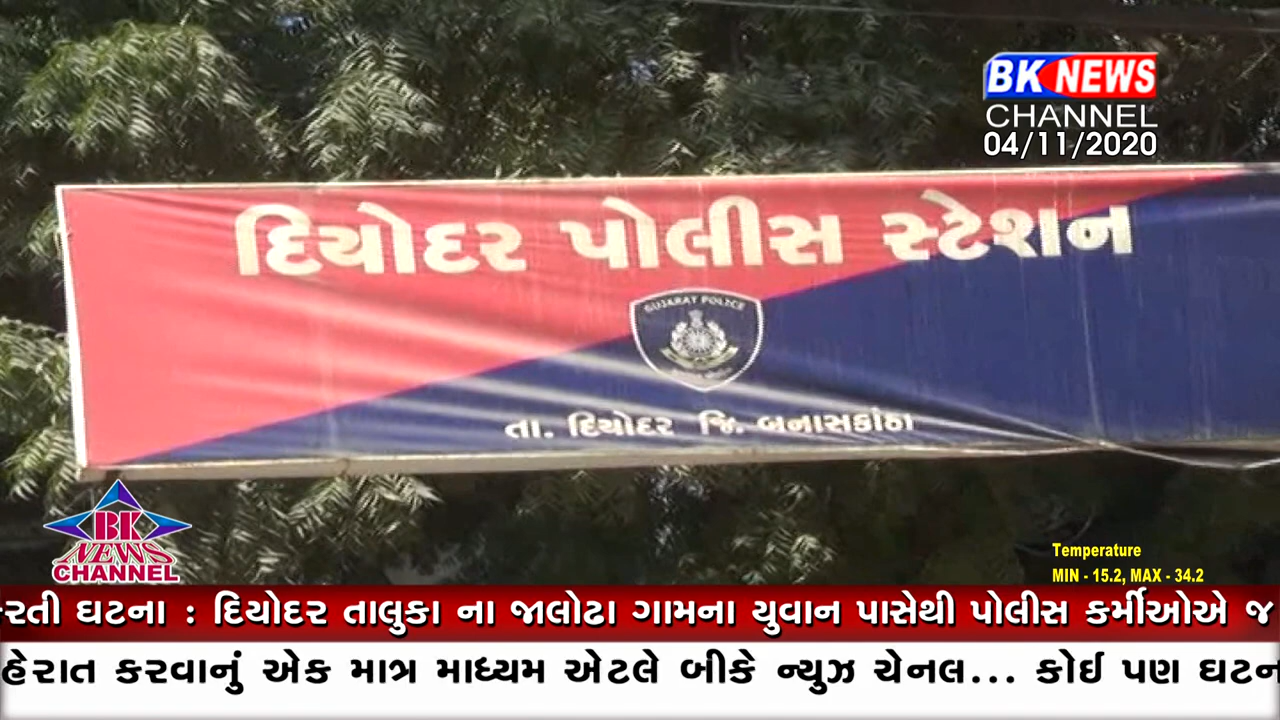 BK NEWS
CHANNEL
04/11/2020
દિયોદર પોલીસ સ્ટેશન
GUJARAT POLICE
તા. દિયોદર જિ. બનાસકાંઠા
BK
NEWS
CHANNEL
Temperature
MIN - 15.2, MAX - 34.2
રતી ઘટના : દિયોદર તાલુકા ના જાલોઢા ગામના યુવાન પાસેથી પોલીસ કર્મીઓએ જ
હેરાત કરવાનું એક માત્ર માધ્યમ એટલે બીકે ન્યુઝ ચેનલ... કોઈ પણ ઘટન